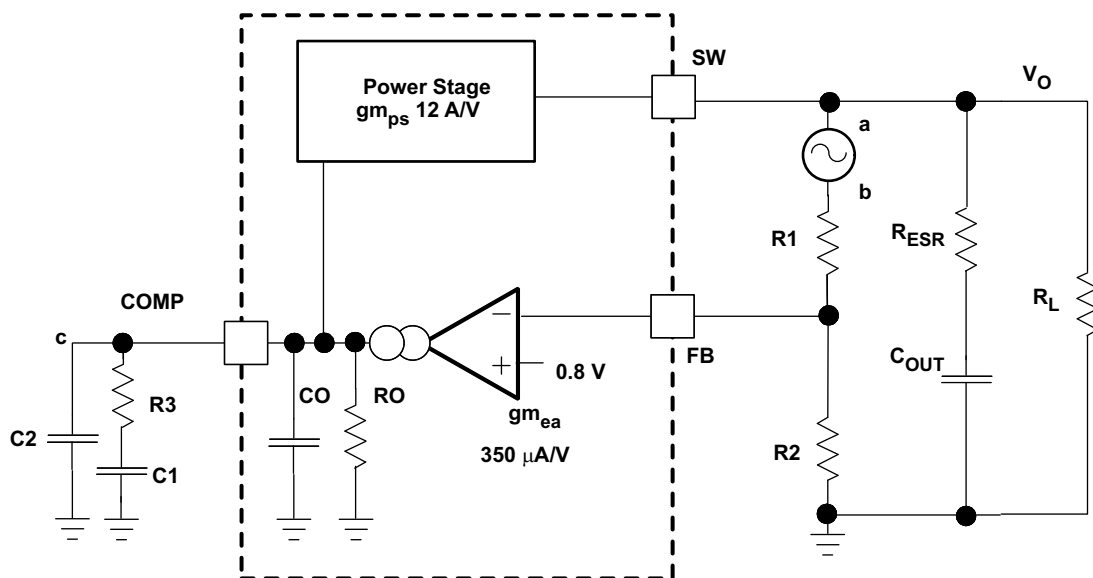 SW
Power Stage
gm_ps 12 A/V
V_O
a
b
R1
R_ESR
COMP
R_L
c
FB
R3
0.8 V
C_OUT
CO
RO
gm_ea
C2
R2
350 μA/V
C1